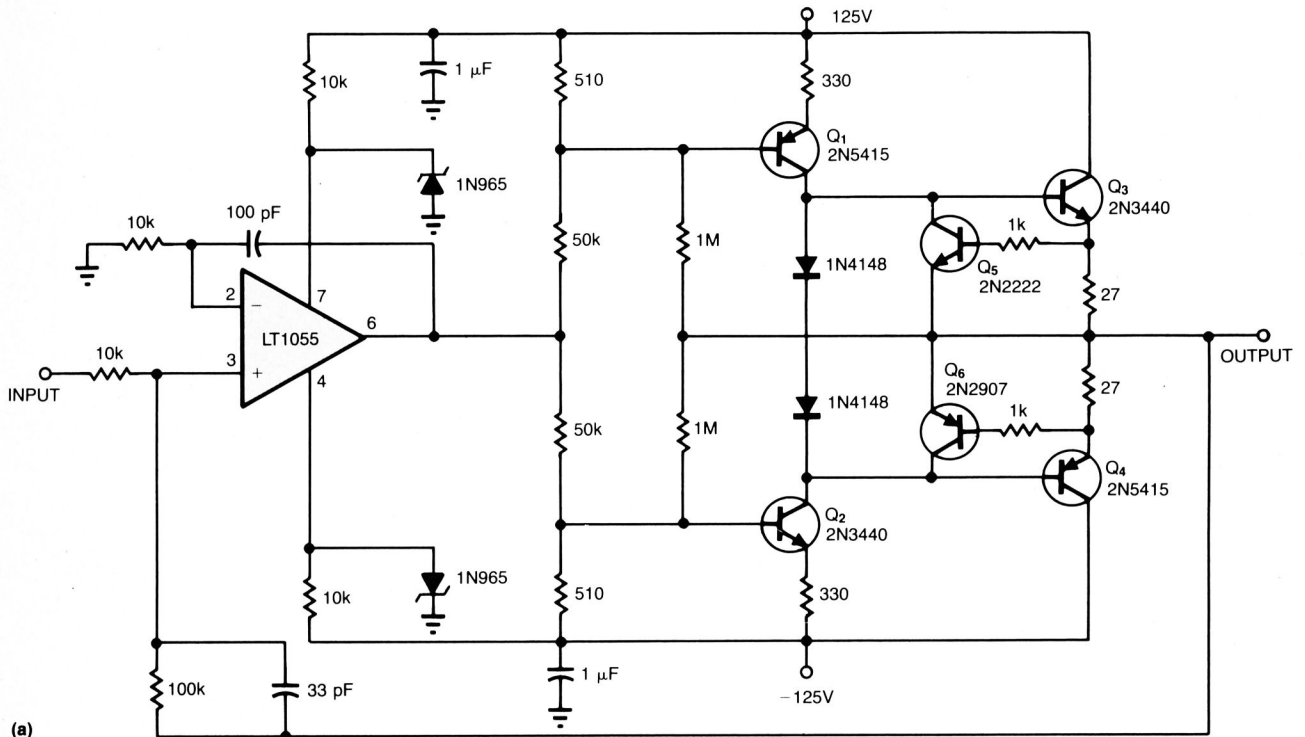 125V
10k
1 µF
510
330
Q1
2N5415
1N965
Q3
2N3440
10k
100 pF
50k
1M
1N4148
1k
Q5
2N2222
27
2
7
LT1055
6
3
4
10k
INPUT
OUTPUT
Q6
2N2907
27
50k
1M
1N4148
1k
Q4
2N5415
Q2
2N3440
10k
1N965
510
330
100k
33 pF
1 µF
−125V
(a)